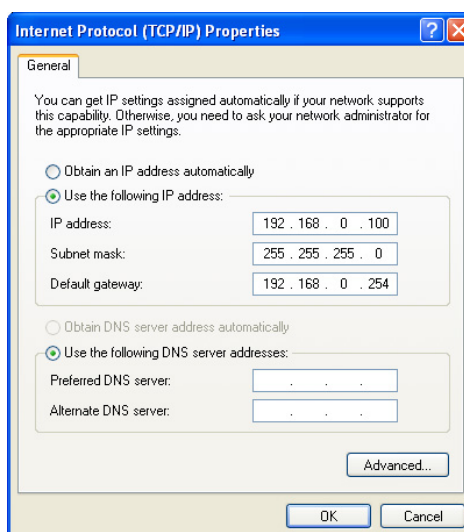 Internet Protocol (TCP/IP) Properties
General
You can get IP settings assigned automatically if your network supports
this capability. Otherwise, you need to ask your network administrator for
the appropriate IP settings.
Obtain an IP address automatically
Use the following IP address:
IP address: 192 . 168 . 0 . 100
Subnet mask: 255 . 255 . 255 . 0
Default gateway: 192 . 168 . 0 . 254
Obtain DNS server address automatically
Use the following DNS server addresses:
Preferred DNS server: . . .
Alternate DNS server: . . .
Advanced...
OK Cancel